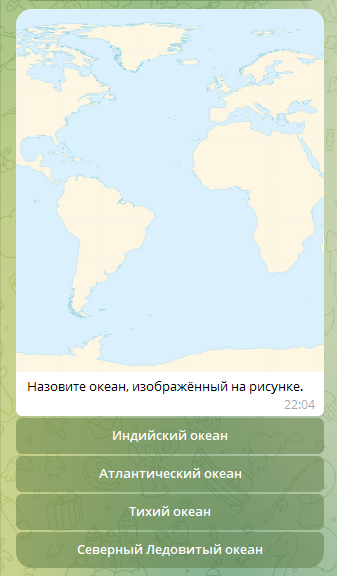 Назовите океан, изображённый на рисунке.
22:04
Индийский океан
Атлантический океан
Тихий океан
Северный Ледовитый океан